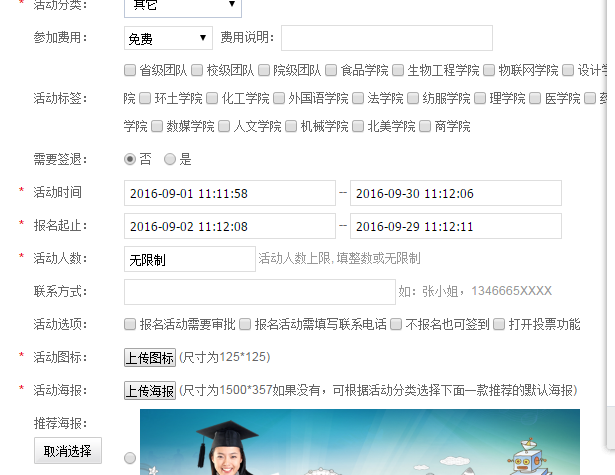 * 活动分类： 其它
参加费用： 免费 费用说明：
省级团队 校级团队 院级团队 食品学院 生物工程学院 物联网学院 设计学
活动标签： 院 环土学院 化工学院 外国语学院 法学院 纺服学院 理学院 医学院 药
学院 数媒学院 人文学院 机械学院 北美学院 商学院
需要签退： 否 是
* 活动时间 2016-09-01 11:11:58 -- 2016-09-30 11:12:06
* 报名起止： 2016-09-02 11:12:08 -- 2016-09-29 11:12:11
* 活动人数： 无限制 活动人数上限,填整数或无限制
联系方式： 如：张小姐，1346665XXXX
活动选项： 报名活动需要审批 报名活动需填写联系电话 不报名也可签到 打开投票功能
* 活动图标： 上传图标 (尺寸为125*125)
* 活动海报： 上传海报 (尺寸为1500*357如果没有，可根据活动分类选择下面一款推荐的默认海报)
推荐海报：
取消选择